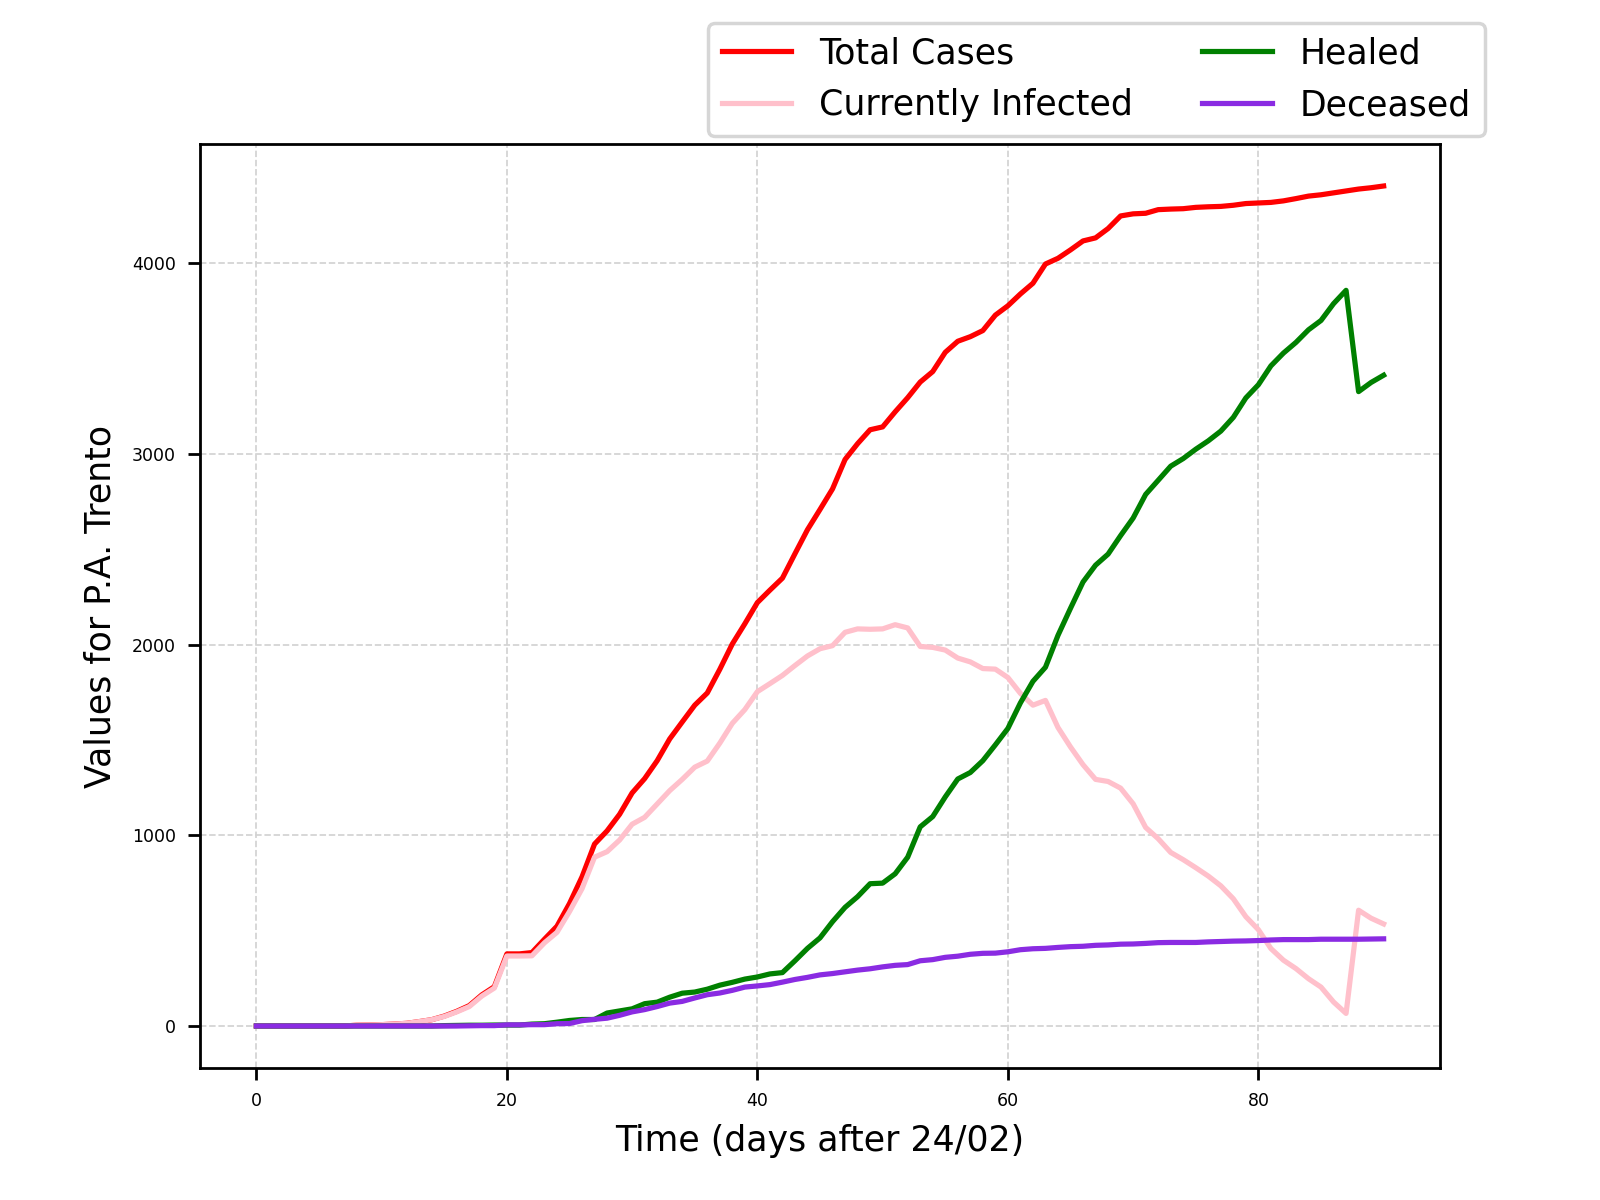 Total Cases
Currently Infected
Healed
Deceased
Values for P.A. Trento
4000
3000
2000
1000
0
0
20
40
60
80
Time (days after 24/02)